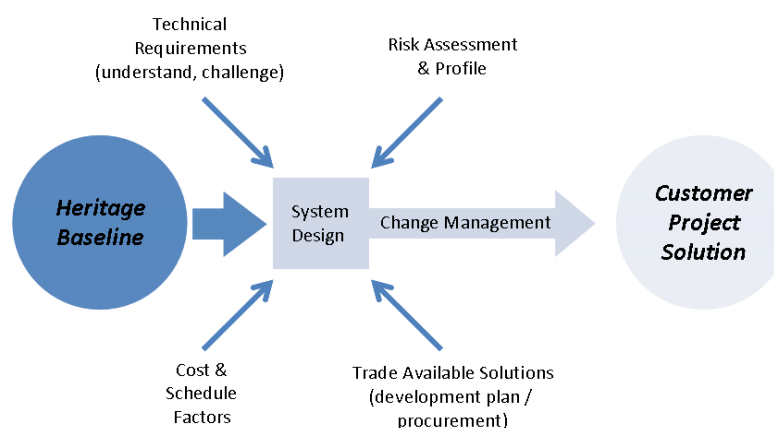 Technical
Requirements
(understand, challenge)
Risk Assessment
& Profile
Heritage
Baseline
System
Design
Change Management
Customer
Project
Solution
Cost &
Schedule
Factors
Trade Available Solutions
(development plan /
procurement)